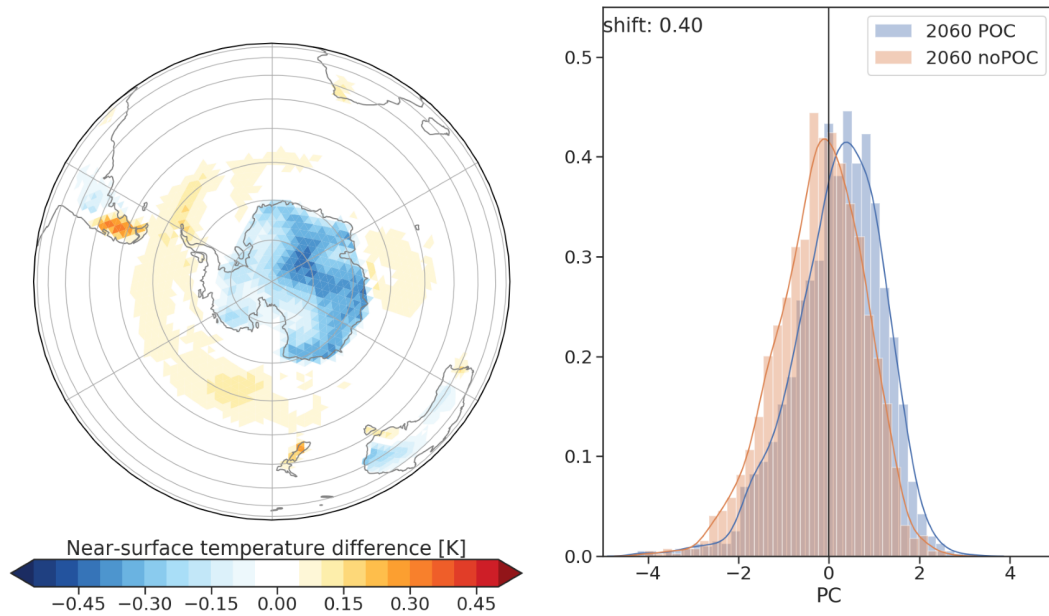 Near-surface temperature difference [K]
−0.45 −0.30 −0.15 0.00 0.15 0.30 0.45
shift: 0.40
2060 POC
2060 noPOC
0.5
0.4
0.3
0.2
0.1
0.0
−4 −2 0 2 4
PC